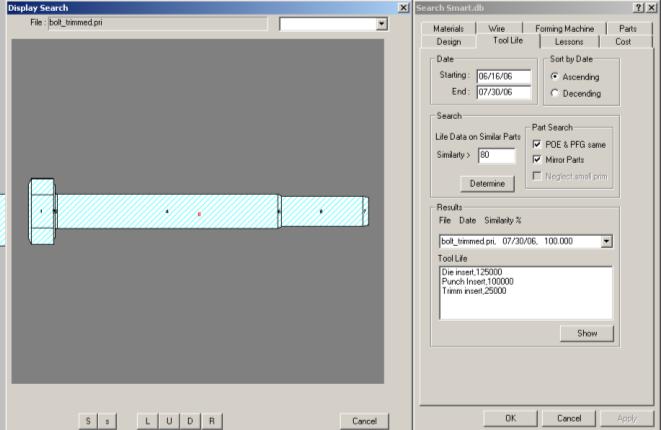 Display Search
File : bolt_trimmed.pri
1 4 6 7
S s L U D R Cancel
Search Smart.db
Materials Wire Forming Machine Parts
Design Tool Life Lessons Cost
Date
Starting : 06/16/06
End : 07/30/06
Sort by Date
Ascending
Decending
Search
Life Data on Similar Parts
Similarty > 80
Determine
Part Search
POE & PFG same
Mirror Parts
Neglect small prim
Results
File Date Similarity %
bolt_trimmed.pri, 07/30/06, 100.000
Tool Life
Die insert,125000
Punch Insert,100000
Trimm insert,25000
Show
OK Cancel Apply